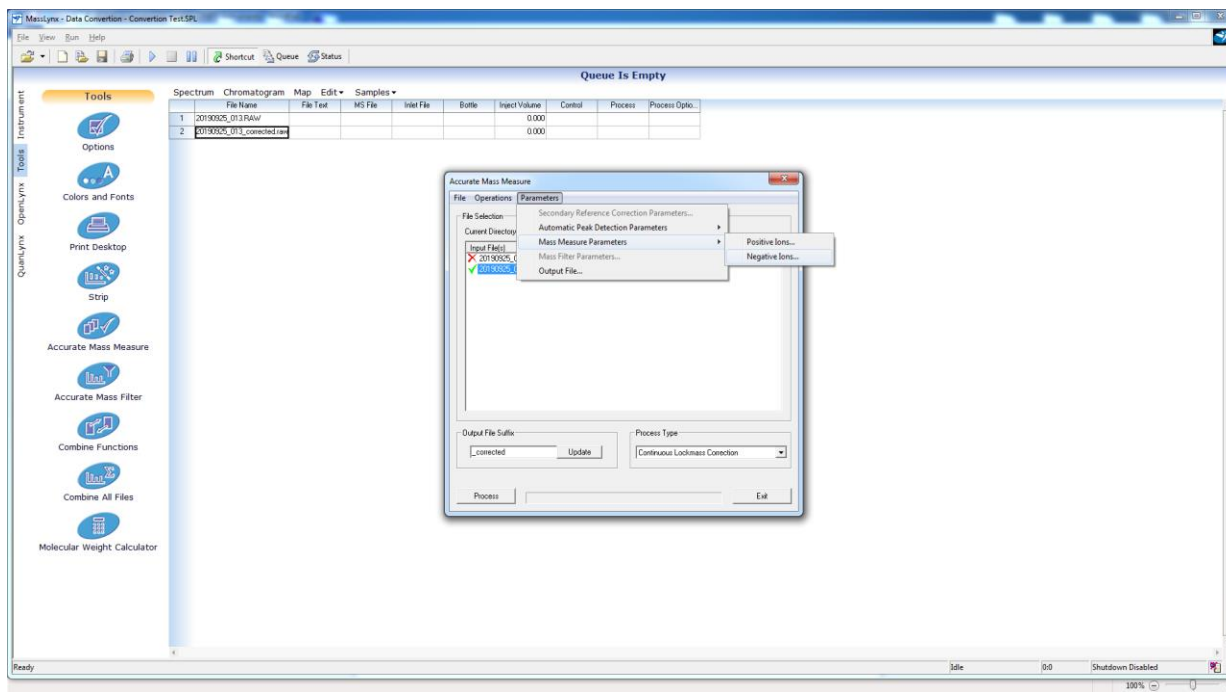 MassLynx - Data Convertion - Convertion Test.SPL
File View Run Help
Shortcut Queue Status
Queue Is Empty
Instrument
Tools
OpenLynx
QuanLynx
Tools
Options
Colors and Fonts
Print Desktop
Strip
Accurate Mass Measure
Accurate Mass Filter
Combine Functions
Combine All Files
Molecular Weight Calculator
Spectrum Chromatogram Map Edit Samples
File Name File Text MS File Inlet File Bottle Inject Volume Control Process Process Optio...
1 20190925_013.RAW 0.000
2 20190925_013_corrected.raw 0.000
Accurate Mass Measure
File Operations Parameters
File Selection
Current Directory
Input File(s)
20190925_0
20190925_0
Secondary Reference Correction Parameters...
Automatic Peak Detection Parameters
Mass Measure Parameters
Mass Filter Parameters...
Output File...
Positive Ions...
Negative Ions...
Output File Suffix
_corrected Update
Process Type
Continuous Lockmass Correction
Process Exit
Ready Idle 0:0 Shutdown Disabled
100%